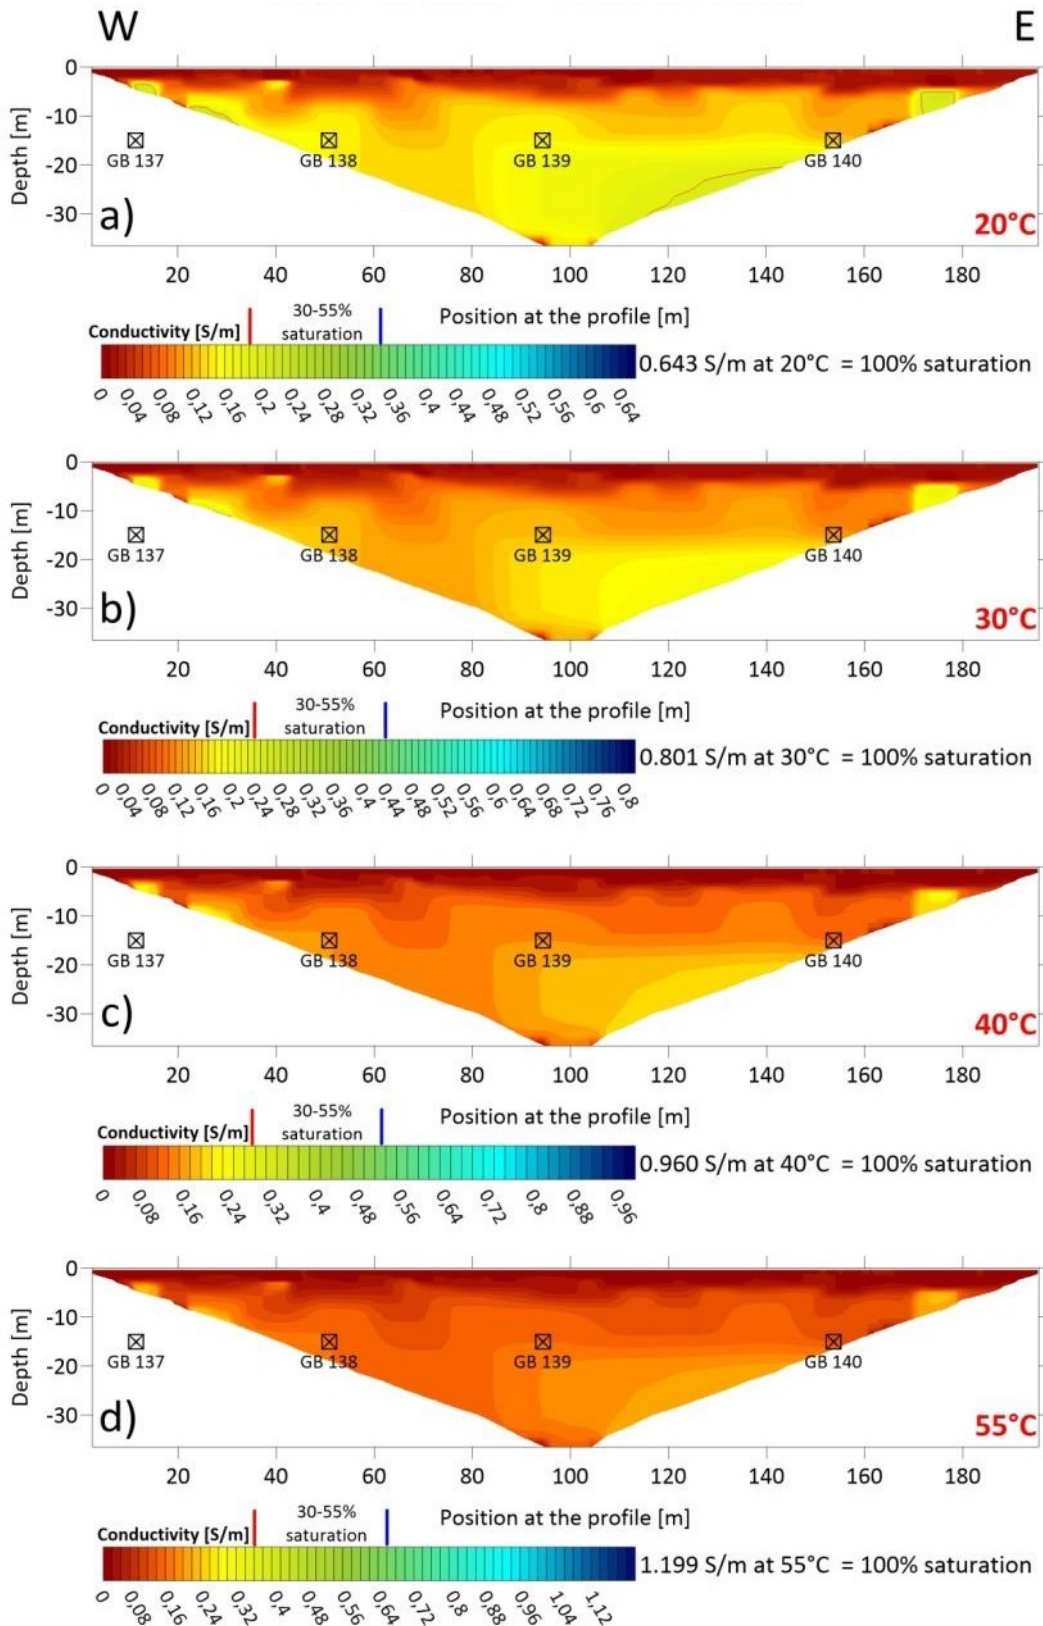 W E
0
-10
-20
-30
Depth [m]
GB 137 GB 138 GB 139 GB 140
a) 20°C
20 40 60 80 100 120 140 160 180
Position at the profile [m]
30-55%
saturation
Conductivity [S/m]
0.643 S/m at 20°C = 100% saturation
0 0,04 0,08 0,12 0,16 0,2 0,24 0,28 0,32 0,36 0,4 0,44 0,48 0,52 0,56 0,6 0,64
0
-10
-20
-30
Depth [m]
GB 137 GB 138 GB 139 GB 140
b) 30°C
20 40 60 80 100 120 140 160 180
Position at the profile [m]
30-55%
saturation
Conductivity [S/m]
0.801 S/m at 30°C = 100% saturation
0 0,04 0,08 0,12 0,16 0,2 0,24 0,28 0,32 0,36 0,4 0,44 0,48 0,52 0,56 0,6 0,64 0,68 0,72 0,76 0,8
0
-10
-20
-30
Depth [m]
GB 137 GB 138 GB 139 GB 140
c) 40°C
20 40 60 80 100 120 140 160 180
Position at the profile [m]
30-55%
saturation
Conductivity [S/m]
0.960 S/m at 40°C = 100% saturation
0 0,08 0,16 0,24 0,32 0,4 0,48 0,56 0,64 0,72 0,8 0,88 0,96
0
-10
-20
-30
Depth [m]
GB 137 GB 138 GB 139 GB 140
d) 55°C
20 40 60 80 100 120 140 160 180
Position at the profile [m]
30-55%
saturation
Conductivity [S/m]
1.199 S/m at 55°C = 100% saturation
0 0,08 0,16 0,24 0,32 0,4 0,48 0,56 0,64 0,72 0,8 0,88 0,96 1,04 1,12